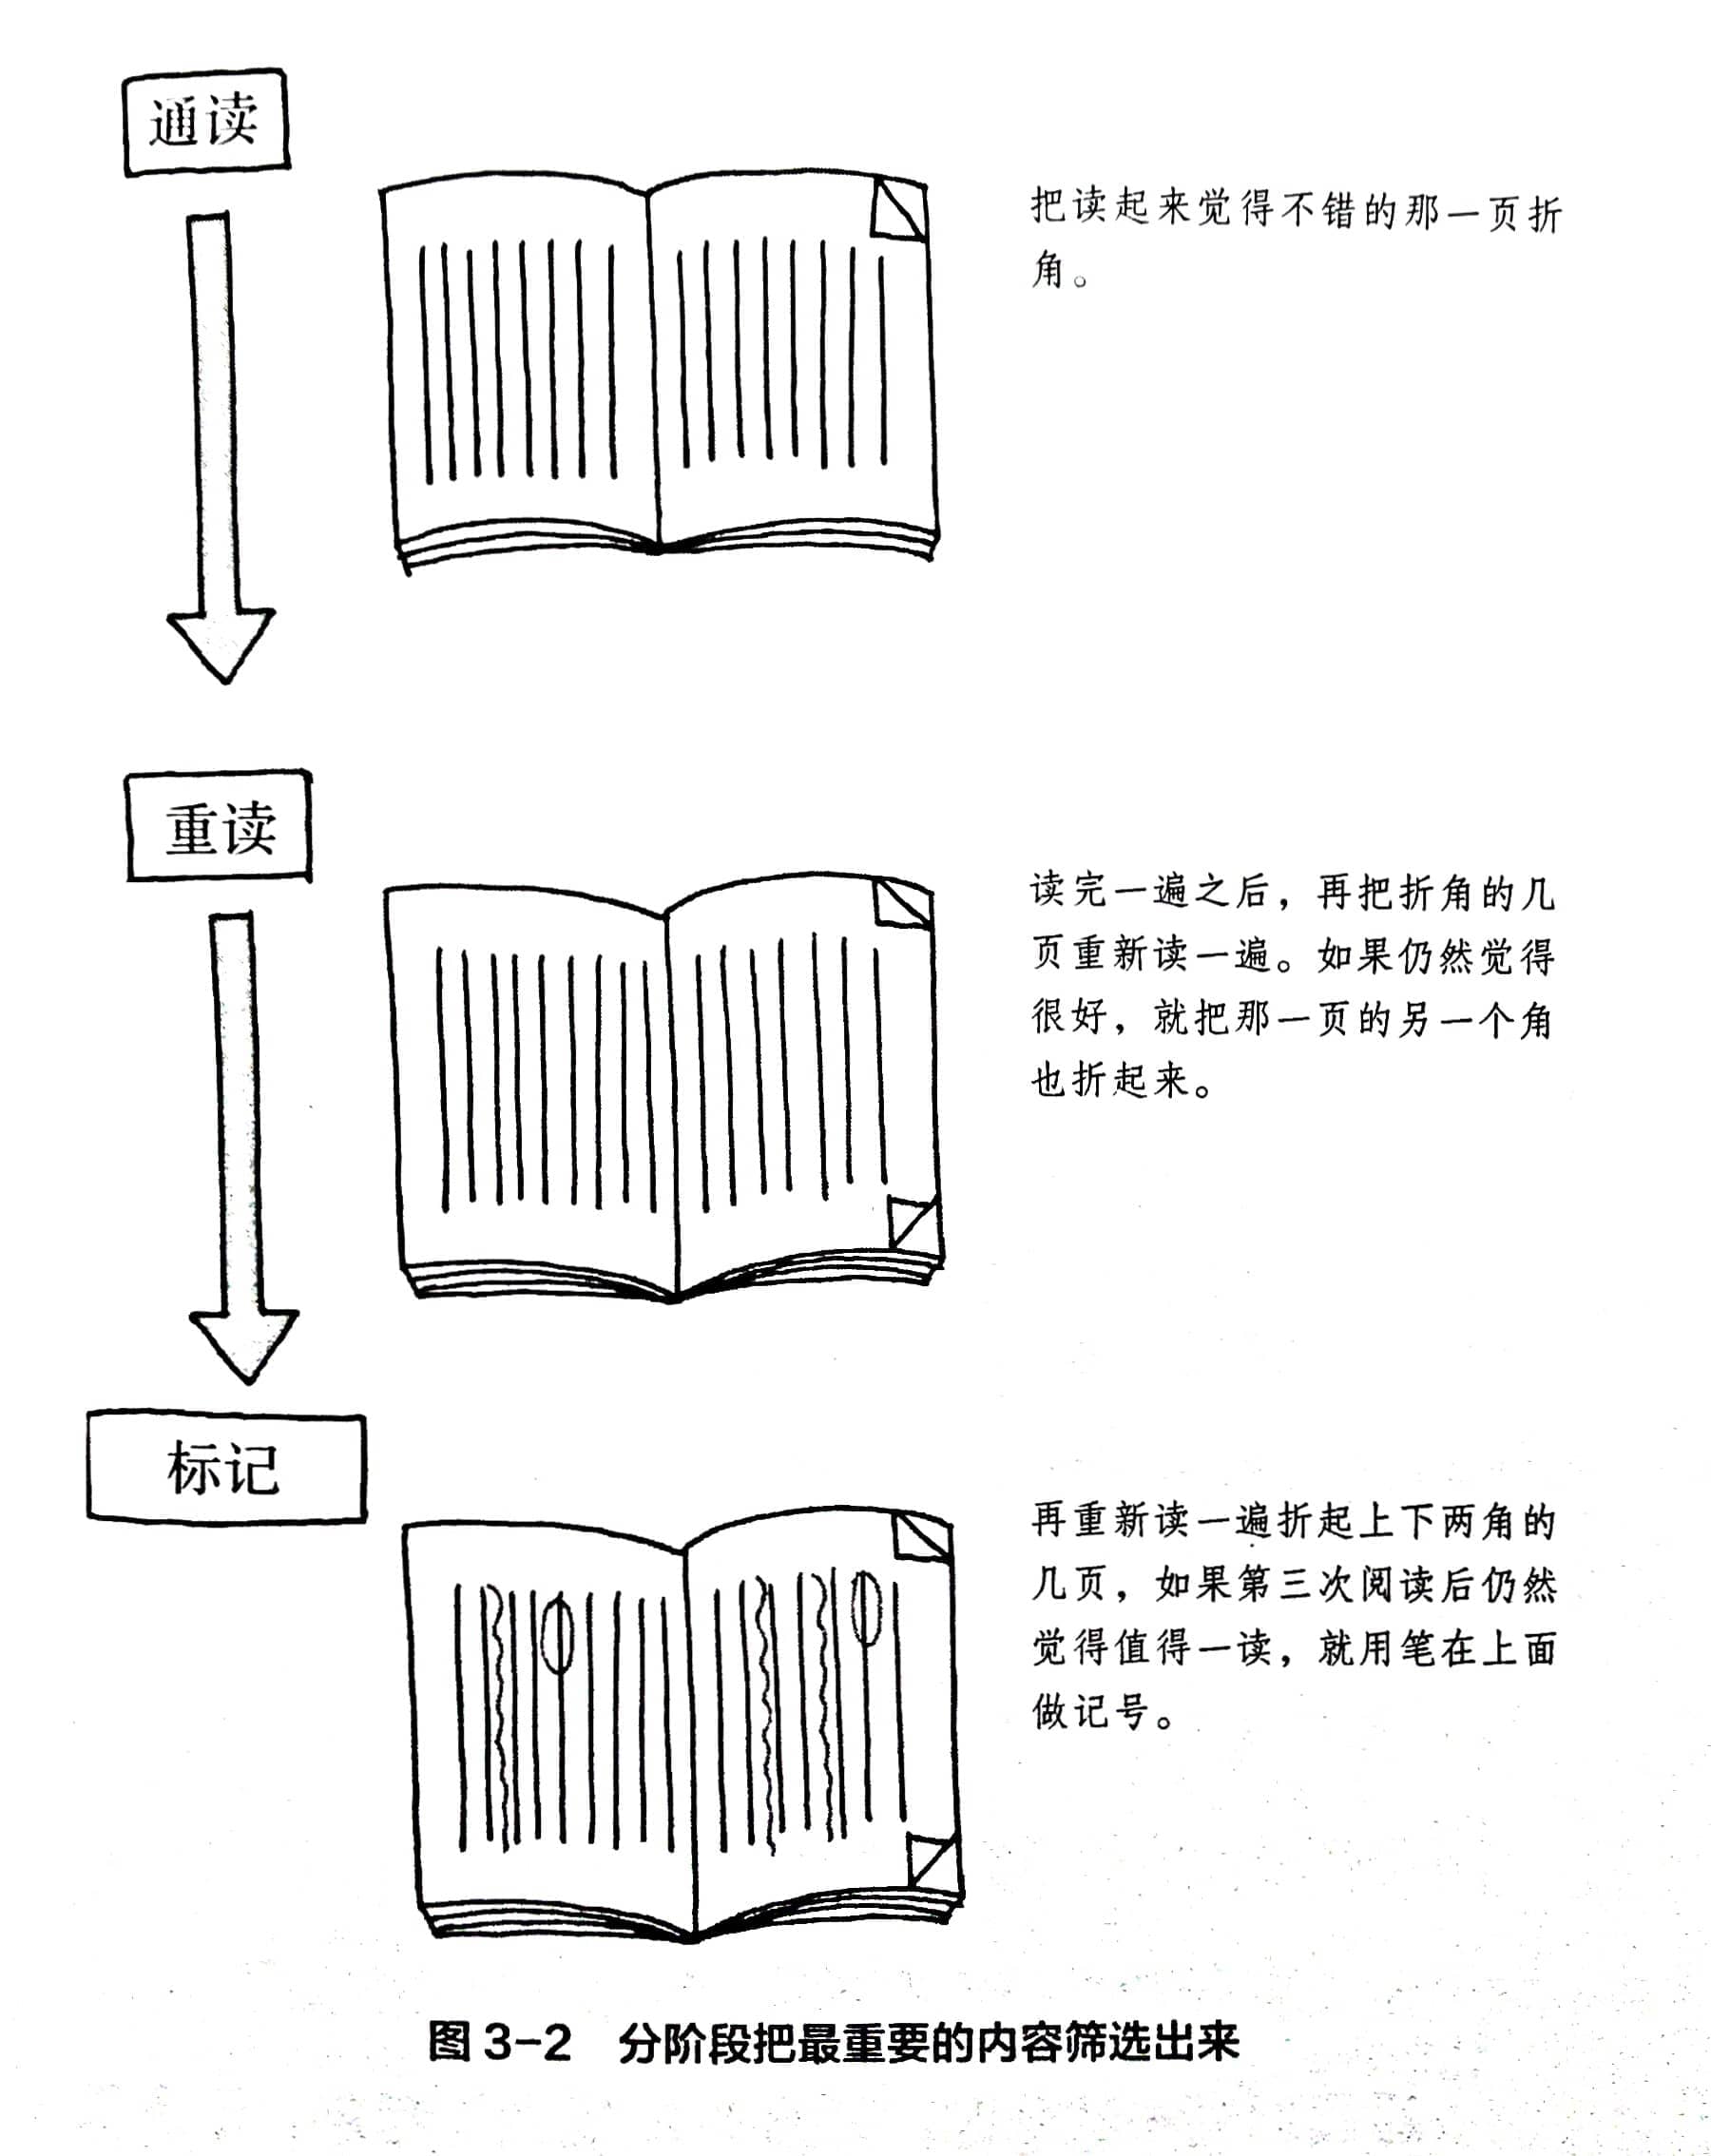 通读
把读起来觉得不错的那一页折
角。
重读
读完一遍之后，再把折角的几
页重新读一遍。如果仍然觉得
很好，就把那一页的另一个角
也折起来。
标记
再重新读一遍折起上下两角的
几页，如果第三次阅读后仍然
觉得值得一读，就用笔在上面
做记号。
图 3-2 分阶段把最重要的内容筛选出来